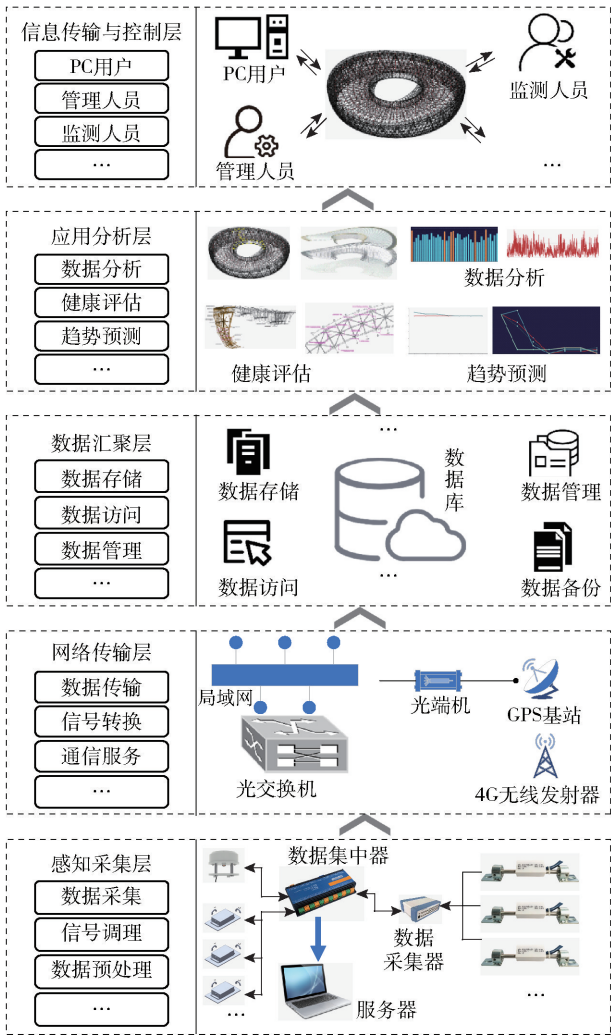 信息传输与控制层
PC用户
管理人员
监测人员
…
PC用户
监测人员
管理人员
…
应用分析层
数据分析
健康评估
趋势预测
…
数据分析
健康评估
趋势预测
数据汇聚层
数据存储
数据访问
数据管理
…
…
数据存储
数据库
数据管理
数据访问
…
数据备份
网络传输层
数据传输
信号转换
通信服务
…
局域网
光端机
GPS基站
光交换机
4G无线发射器
感知采集层
数据采集
信号调理
数据预处理
…
数据集中器
数据
采集器
服务器
…
…